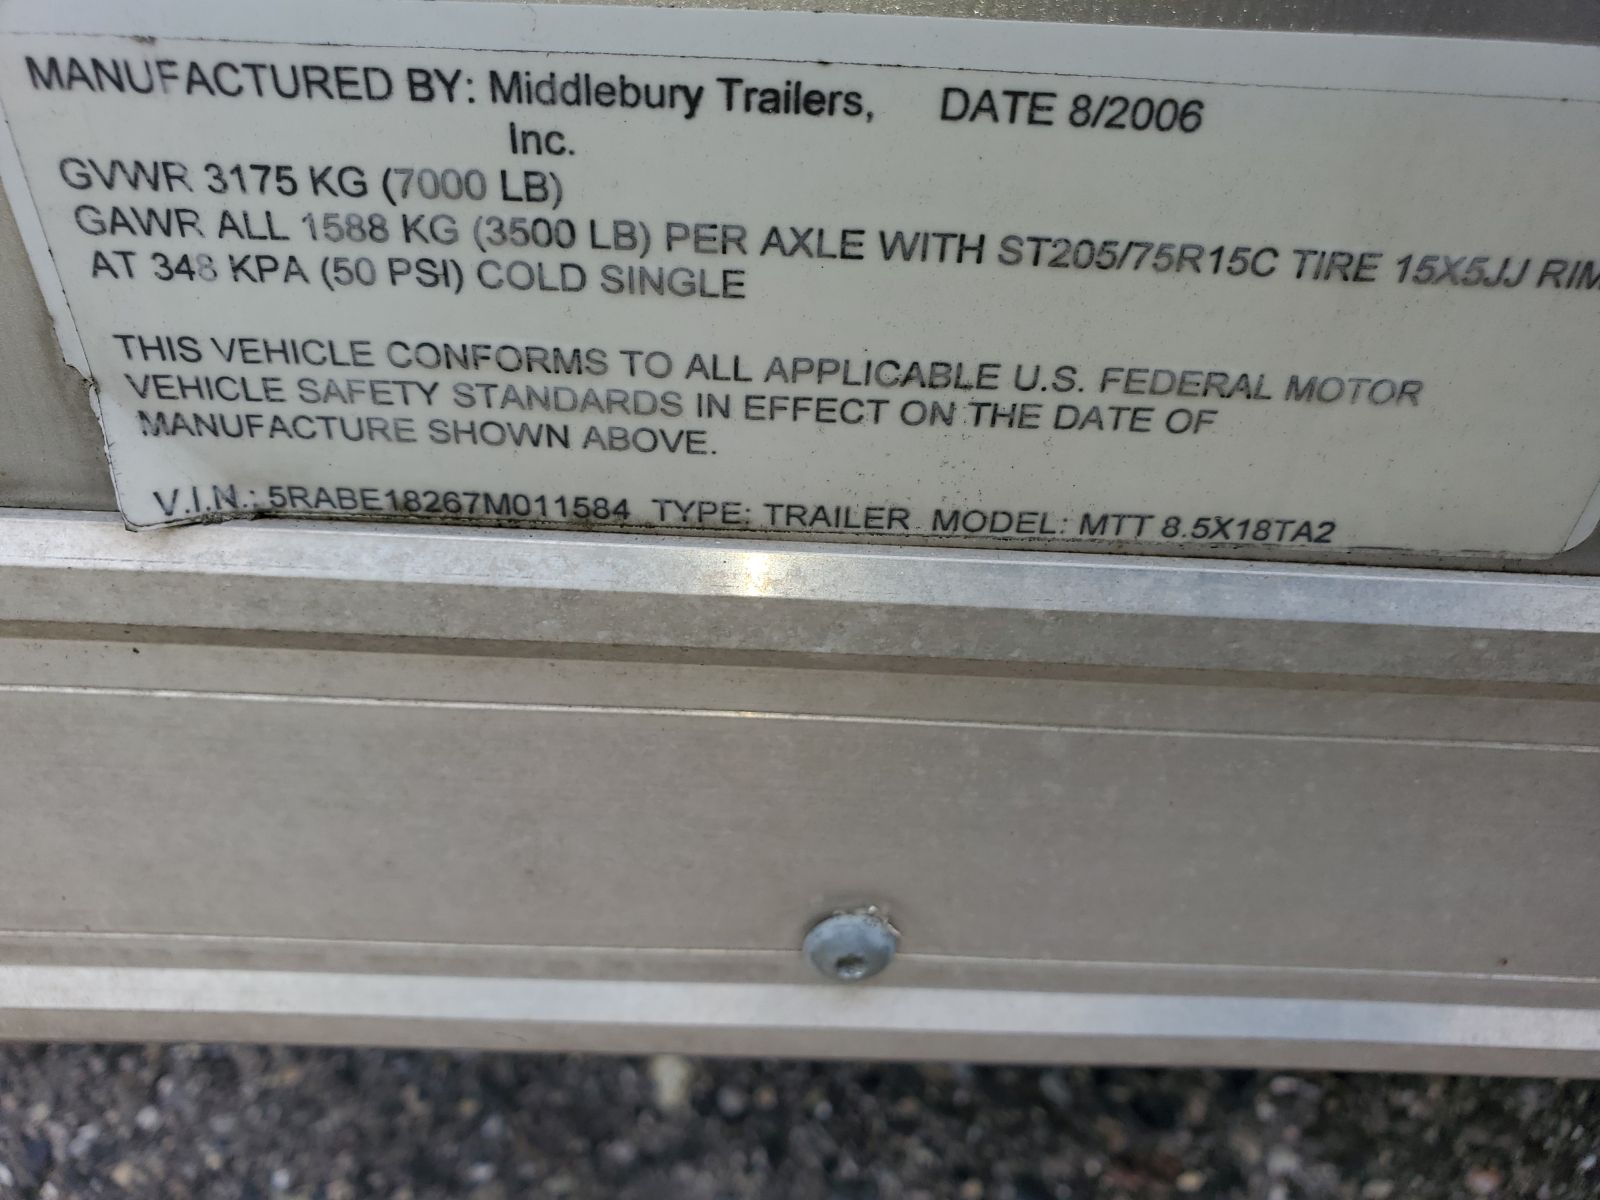 MANUFACTURED BY: Middlebury Trailers, DATE 8/2006
Inc.
GVWR 3175 KG (7000 LB)
GAWR ALL 1588 KG (3500 LB) PER AXLE WITH ST205/75R15C TIRE 15X5JJ RIM
AT 348 KPA (50 PSI) COLD SINGLE
THIS VEHICLE CONFORMS TO ALL APPLICABLE U.S. FEDERAL MOTOR
VEHICLE SAFETY STANDARDS IN EFFECT ON THE DATE OF
MANUFACTURE SHOWN ABOVE.
V.I.N.: 5RABE18267M011584 TYPE: TRAILER MODEL: MTT 8.5X18TA2